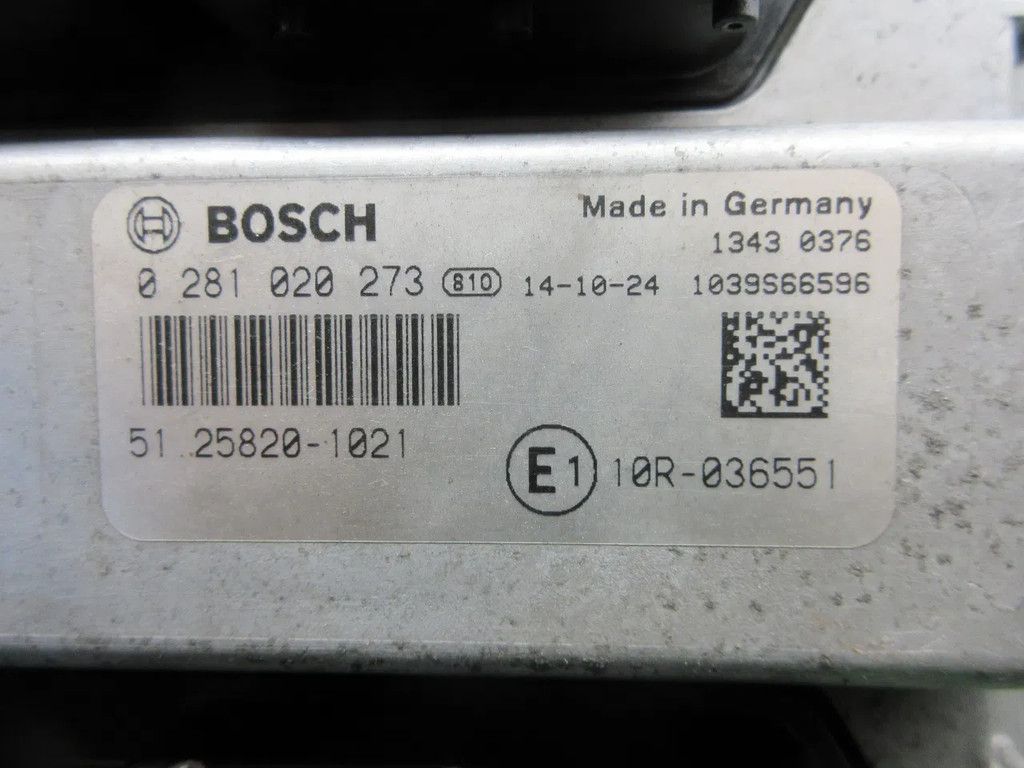 BOSCH
Made in Germany
1343 0376
0 281 020 273 810 14-10-24 1039S66596
51.25820-1021
E1 10R-036551